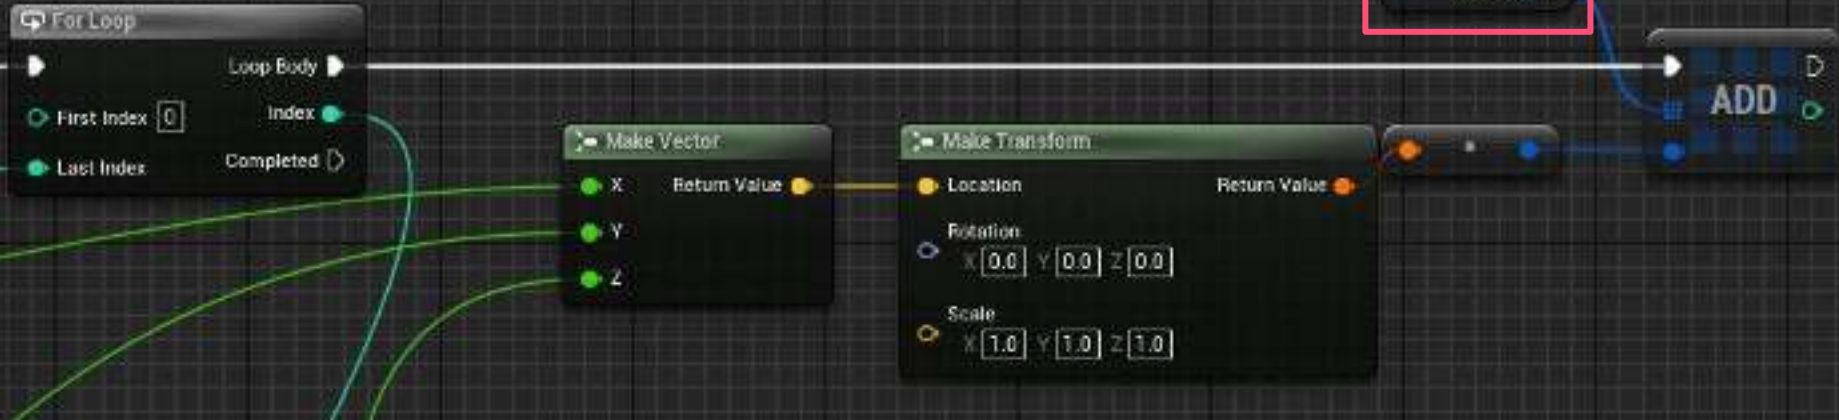 For Loop
Loop Body
First Index 0
Index
Last Index
Completed
Make Vector
X
Return Value
Y
Z
Make Transform
Location
Return Value
Rotation
X 0.0 Y 0.0 Z 0.0
Scale
X 1.0 Y 1.0 Z 1.0
ADD